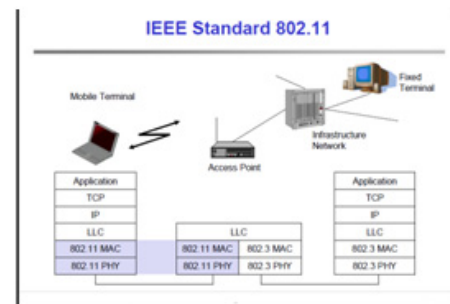 IEEE Standard 802.11
Mobile Terminal
Fixed
Terminal
Infrastructure
Network
Access Point
Application
TCP
IP
LLC
802.11 MAC
802.11 PHY
LLC
802.11 MAC 802.3 MAC
802.11 PHY 802.3 PHY
Application
TCP
IP
LLC
802.3 MAC
802.3 PHY